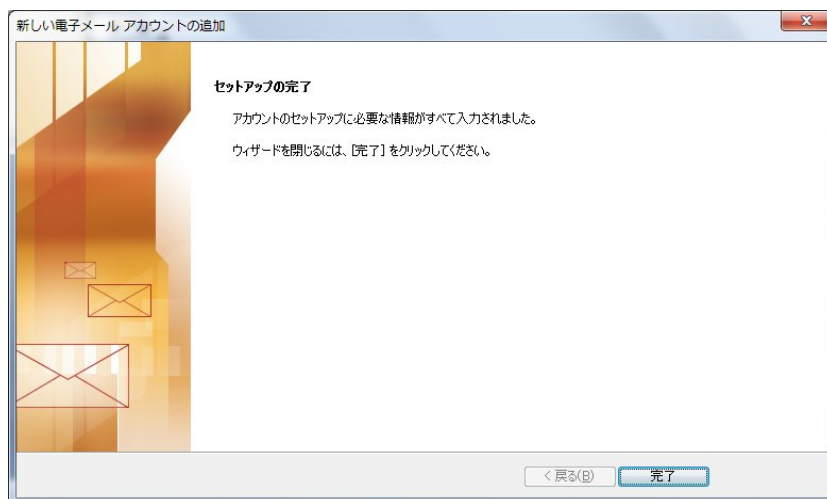 新しい電子メール アカウントの追加
セットアップの完了
アカウントのセットアップに必要な情報がすべて入力されました。
ウィザードを閉じるには、[完了] をクリックしてください。
< 戻る(B) 完了